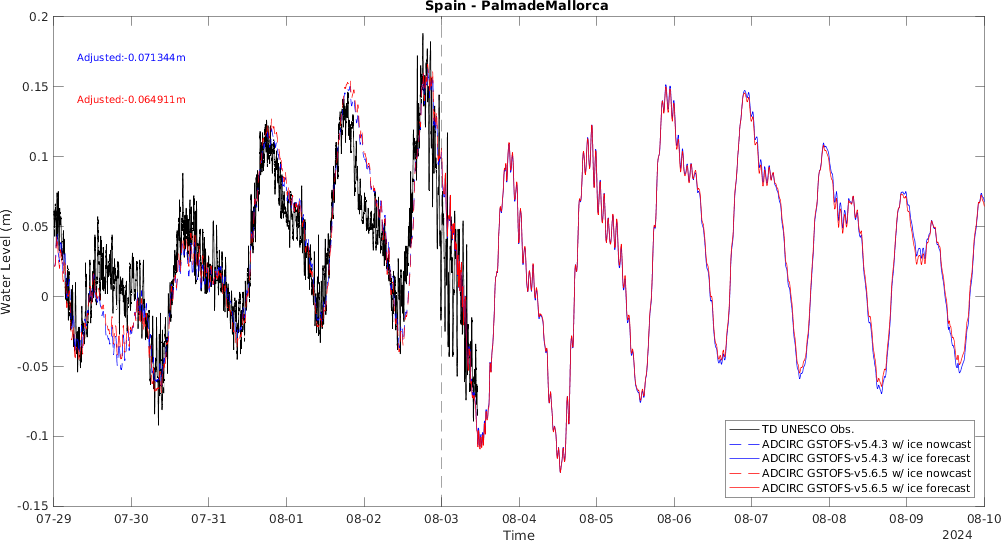 Spain - PalmadeMallorca
Adjusted:-0.071344m
Adjusted:-0.064911m
Water Level (m)
0.2
0.15
0.1
0.05
0
-0.05
-0.1
-0.15
TD UNESCO Obs.
ADCIRC GSTOFS-v5.4.3 w/ ice nowcast
ADCIRC GSTOFS-v5.4.3 w/ ice forecast
ADCIRC GSTOFS-v5.6.5 w/ ice nowcast
ADCIRC GSTOFS-v5.6.5 w/ ice forecast
07-29 07-30 07-31 08-01 08-02 08-03 08-04 08-05 08-06 08-07 08-08 08-09 08-10
Time
2024